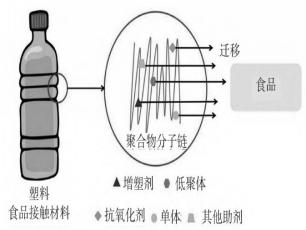 迁移
食品
聚合物分子链
塑料
食品接触材料
▲增塑剂 ●低聚体
◆抗氧化剂 ●单体 ▲其他助剂